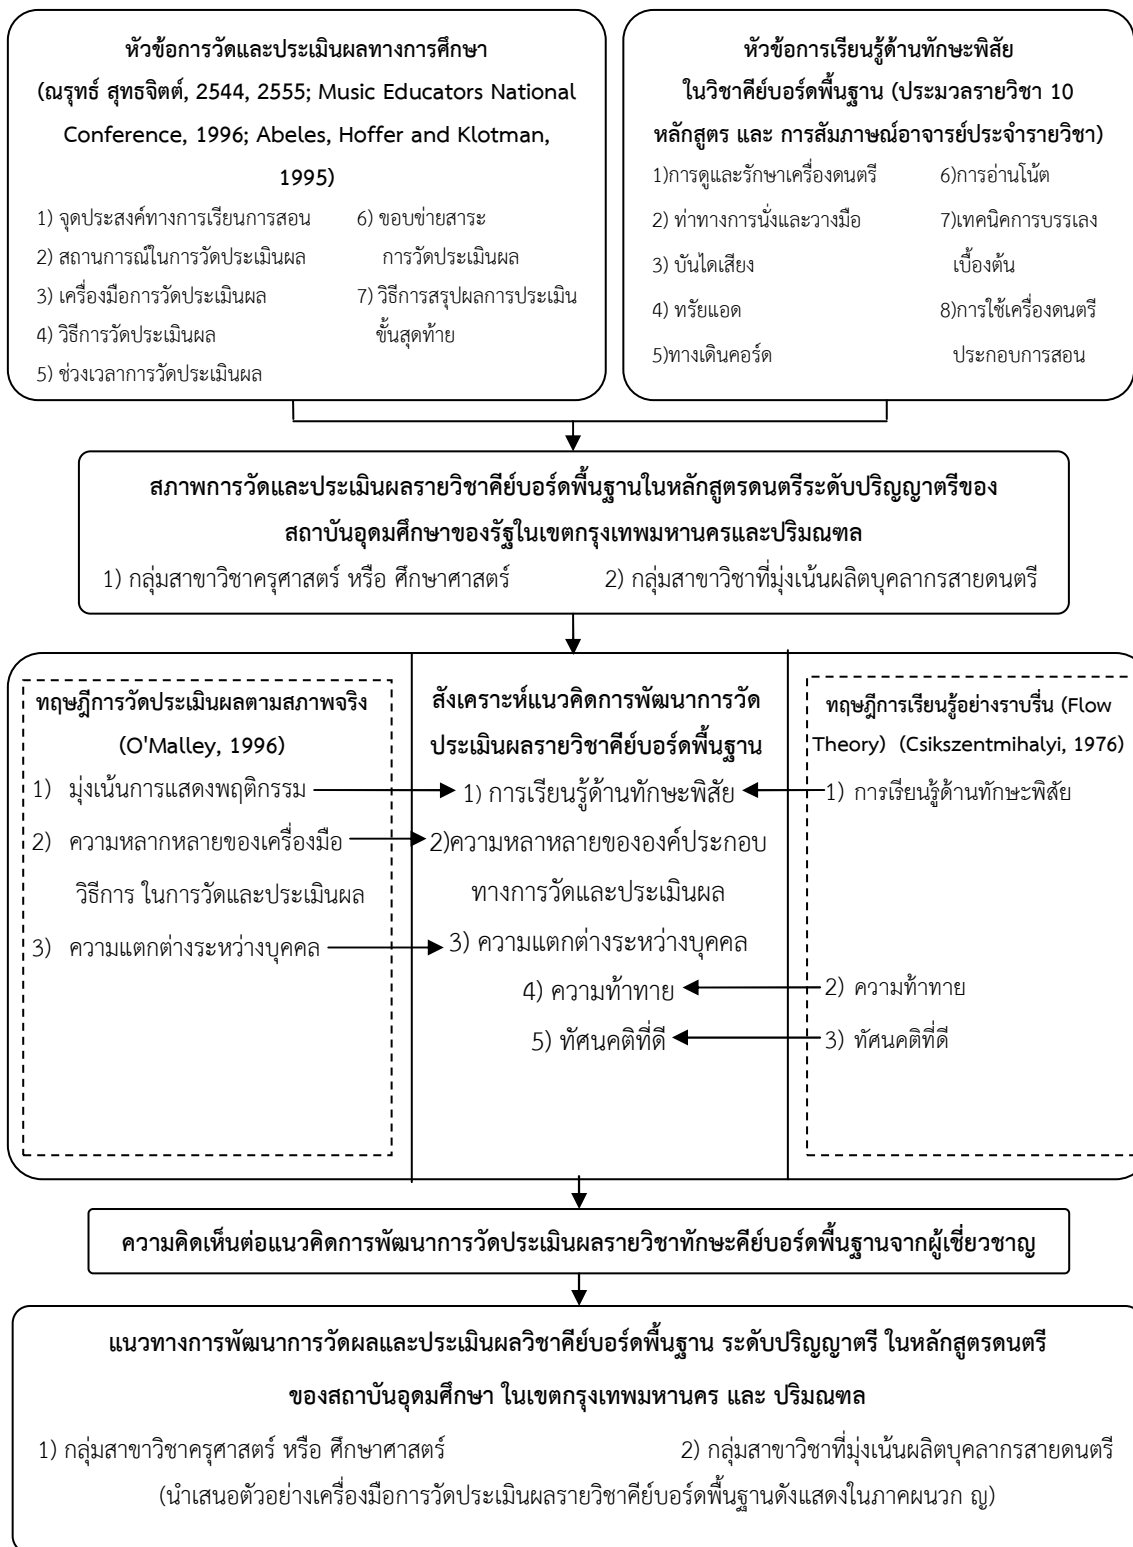 หัวข้อการวัดและประเมินผลทางการศึกษา
(ณรุทธ์ สุทธจิตต์, 2544, 2555; Music Educators National
Conference, 1996; Abeles, Hoffer and Klotman,
1995)
1) จุดประสงค์ทางการเรียนการสอน
2) สถานการณ์ในการวัดประเมินผล
3) เครื่องมือการวัดประเมินผล
4) วิธีการวัดประเมินผล
5) ช่วงเวลาการวัดประเมินผล
6) ขอบข่ายสาระ
การวัดประเมินผล
7) วิธีการสรุปผลการประเมิน
ขั้นสุดท้าย
หัวข้อการเรียนรู้ด้านทักษะพิสัย
ในวิชาคีย์บอร์ดพื้นฐาน (ประมวลรายวิชา 10
หลักสูตร และ การสัมภาษณ์อาจารย์ประจำรายวิชา)
1)การดูและรักษาเครื่องดนตรี
2) ท่าทางการนั่งและวางมือ
3) บันไดเสียง
4) ทรัยแอด
5)ทางเดินคอร์ด
6)การอ่านโน้ต
7)เทคนิคการบรรเลง
เบื้องต้น
8)การใช้เครื่องดนตรี
ประกอบการสอน
สภาพการวัดและประเมินผลรายวิชาคีย์บอร์ดพื้นฐานในหลักสูตรดนตรีระดับปริญญาตรีของ
สถาบันอุดมศึกษาของรัฐในเขตกรุงเทพมหานครและปริมณฑล
1) กลุ่มสาขาวิชาครุศาสตร์ หรือ ศึกษาศาสตร์ 2) กลุ่มสาขาวิชาที่มุ่งเน้นผลิตบุคลากรสายดนตรี
ทฤษฎีการวัดประเมินผลตามสภาพจริง
(O'Malley, 1996)
1) มุ่งเน้นการแสดงพฤติกรรม
2) ความหลากหลายของเครื่องมือ
วิธีการ ในการวัดและประเมินผล
3) ความแตกต่างระหว่างบุคคล
สังเคราะห์แนวคิดการพัฒนาการวัด
ประเมินผลรายวิชาคีย์บอร์ดพื้นฐาน
1) การเรียนรู้ด้านทักษะพิสัย
2)ความหลาหลายขององค์ประกอบ
ทางการวัดและประเมินผล
3) ความแตกต่างระหว่างบุคคล
4) ความท้าทาย
5) ทัศนคติที่ดี
ทฤษฎีการเรียนรู้อย่างราบรื่น (Flow
Theory) (Csikszentmihalyi, 1976)
1) การเรียนรู้ด้านทักษะพิสัย
2) ความท้าทาย
3) ทัศนคติที่ดี
ความคิดเห็นต่อแนวคิดการพัฒนาการวัดประเมินผลรายวิชาทักษะคีย์บอร์ดพื้นฐานจากผู้เชี่ยวชาญ
แนวทางการพัฒนาการวัดผลและประเมินผลวิชาคีย์บอร์ดพื้นฐาน ระดับปริญญาตรี ในหลักสูตรดนตรี
ของสถาบันอุดมศึกษา ในเขตกรุงเทพมหานคร และ ปริมณฑล
1) กลุ่มสาขาวิชาครุศาสตร์ หรือ ศึกษาศาสตร์ 2) กลุ่มสาขาวิชาที่มุ่งเน้นผลิตบุคลากรสายดนตรี
(นำเสนอตัวอย่างเครื่องมือการวัดประเมินผลรายวิชาคีย์บอร์ดพื้นฐานดังแสดงในภาคผนวก ญ)